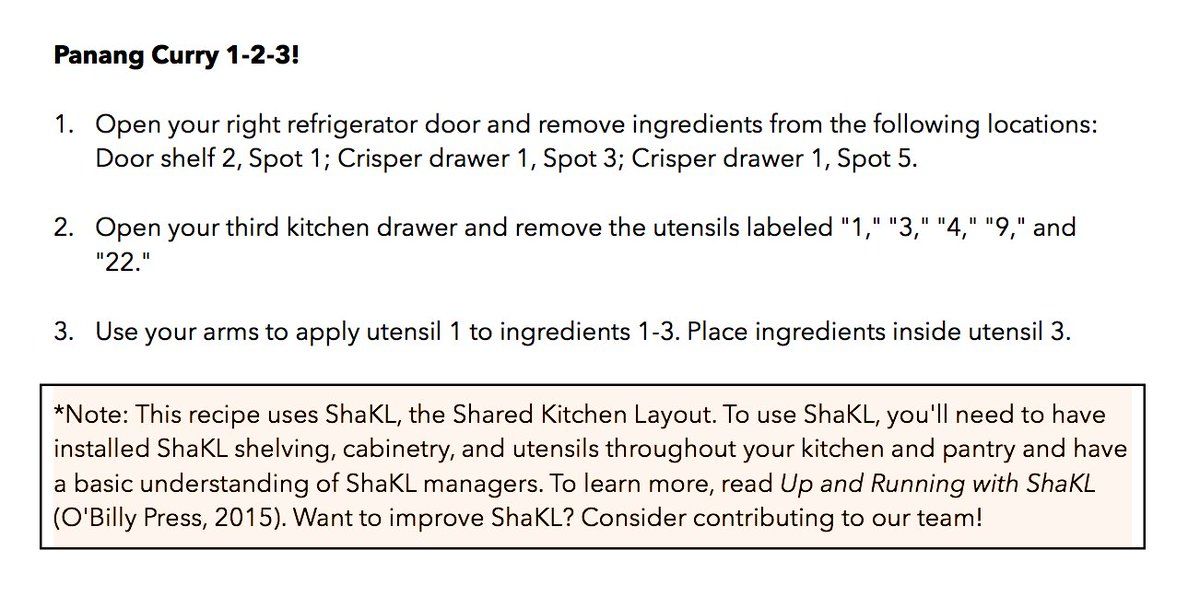 Panang Curry 1-2-3!
1. Open your right refrigerator door and remove ingredients from the following locations:
Door shelf 2, Spot 1; Crisper drawer 1, Spot 3; Crisper drawer 1, Spot 5.
2. Open your third kitchen drawer and remove the utensils labeled "1," "3," "4," "9," and
"22."
3. Use your arms to apply utensil 1 to ingredients 1-3. Place ingredients inside utensil 3.
*Note: This recipe uses ShaKL, the Shared Kitchen Layout. To use ShaKL, you'll need to have
installed ShaKL shelving, cabinetry, and utensils throughout your kitchen and pantry and have
a basic understanding of ShaKL managers. To learn more, read Up and Running with ShaKL
(O'Billy Press, 2015). Want to improve ShaKL? Consider contributing to our team!